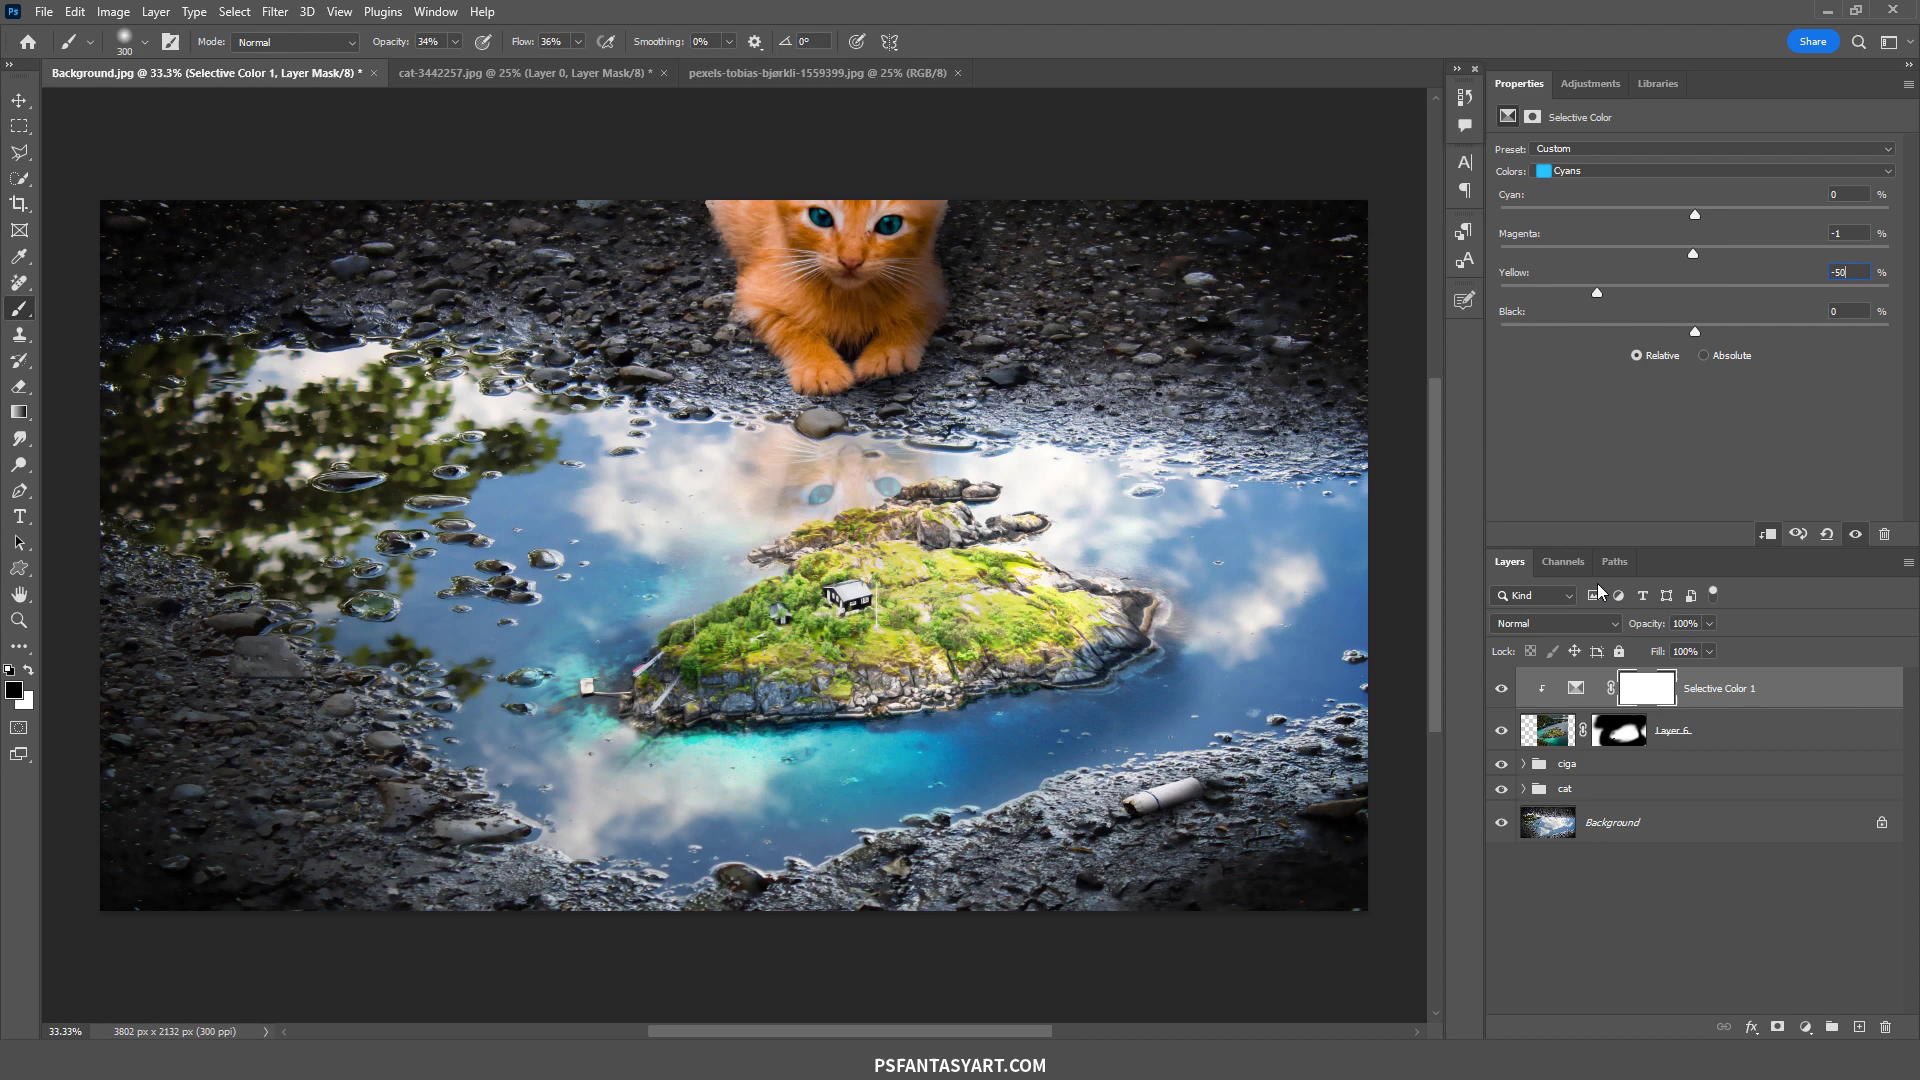 Ps File Edit Image Layer Type Select Filter 3D View Plugins Window Help
300 Mode: Normal Opacity: 34% Flow: 36% Smoothing: 0% 0° Share
Background.jpg @ 33.3% (Selective Color 1, Layer Mask/8) * × cat-3442257.jpg @ 25% (Layer 0, Layer Mask/8) * × pexels-tobias-bjørkli-1559399.jpg @ 25% (RGB/8) ×
Properties Adjustments Libraries
Selective Color
Preset: Custom
Colors: Cyans
Cyan: 0 %
Magenta: -1 %
Yellow: -50 %
Black: 0 %
Relative Absolute
Layers Channels Paths
Kind
Normal Opacity: 100%
Lock: Fill: 100%
Selective Color 1
Layer 6
ciga
cat
Background
33.33% 3802 px x 2132 px (300 ppi)
PSFANTASYART.COM